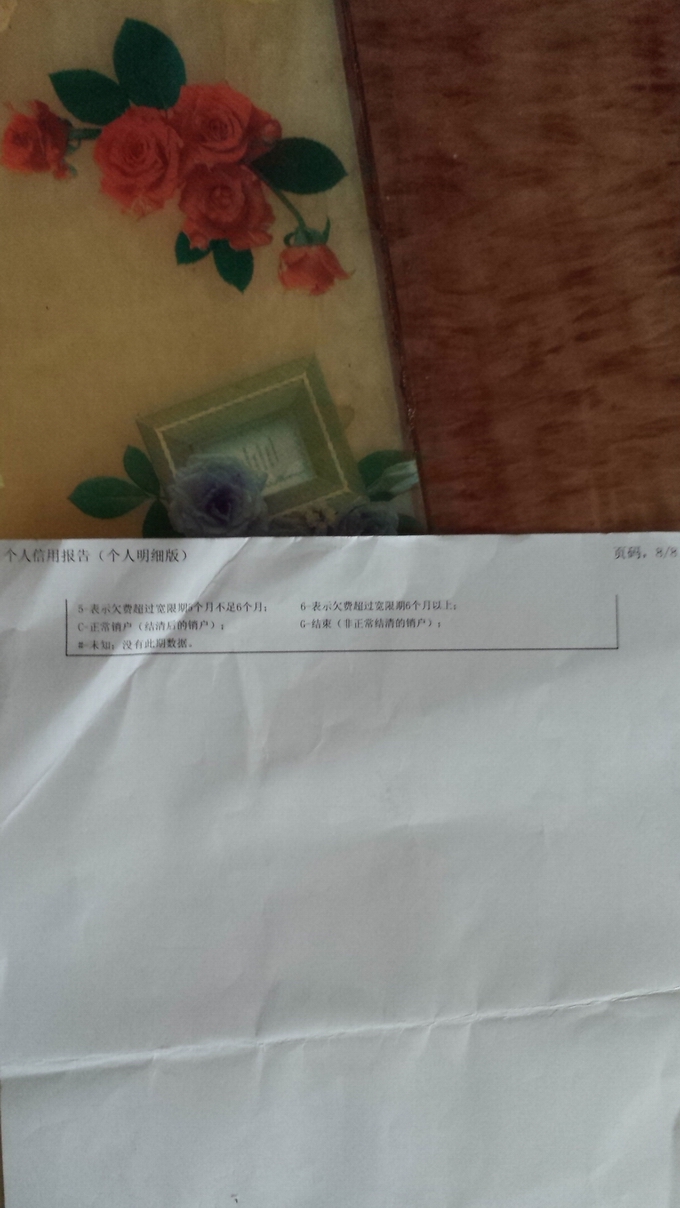 个人信用报告（个人明细版） 页码，8/8
5-表示欠费超过宽限期5个月不足6个月； 6-表示欠费超过宽限期6个月以上；
C-正常销户（结清后的销户）； G-结束（非正常结清的销户）；
#-未知；没有此期数据。